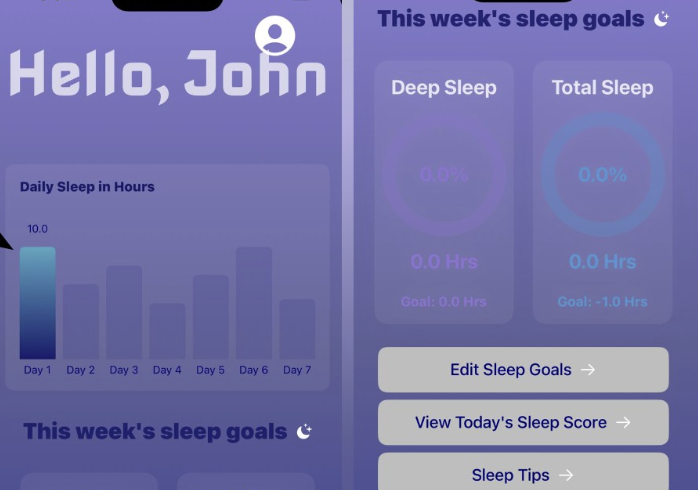 Hello, John
Daily Sleep in Hours
10.0
Day 1 Day 2 Day 3 Day 4 Day 5 Day 6 Day 7
This week's sleep goals
This week's sleep goals
Deep Sleep
0.0%
0.0 Hrs
Goal: 0.0 Hrs
Total Sleep
0.0%
0.0 Hrs
Goal: -1.0 Hrs
Edit Sleep Goals →
View Today's Sleep Score →
Sleep Tips →